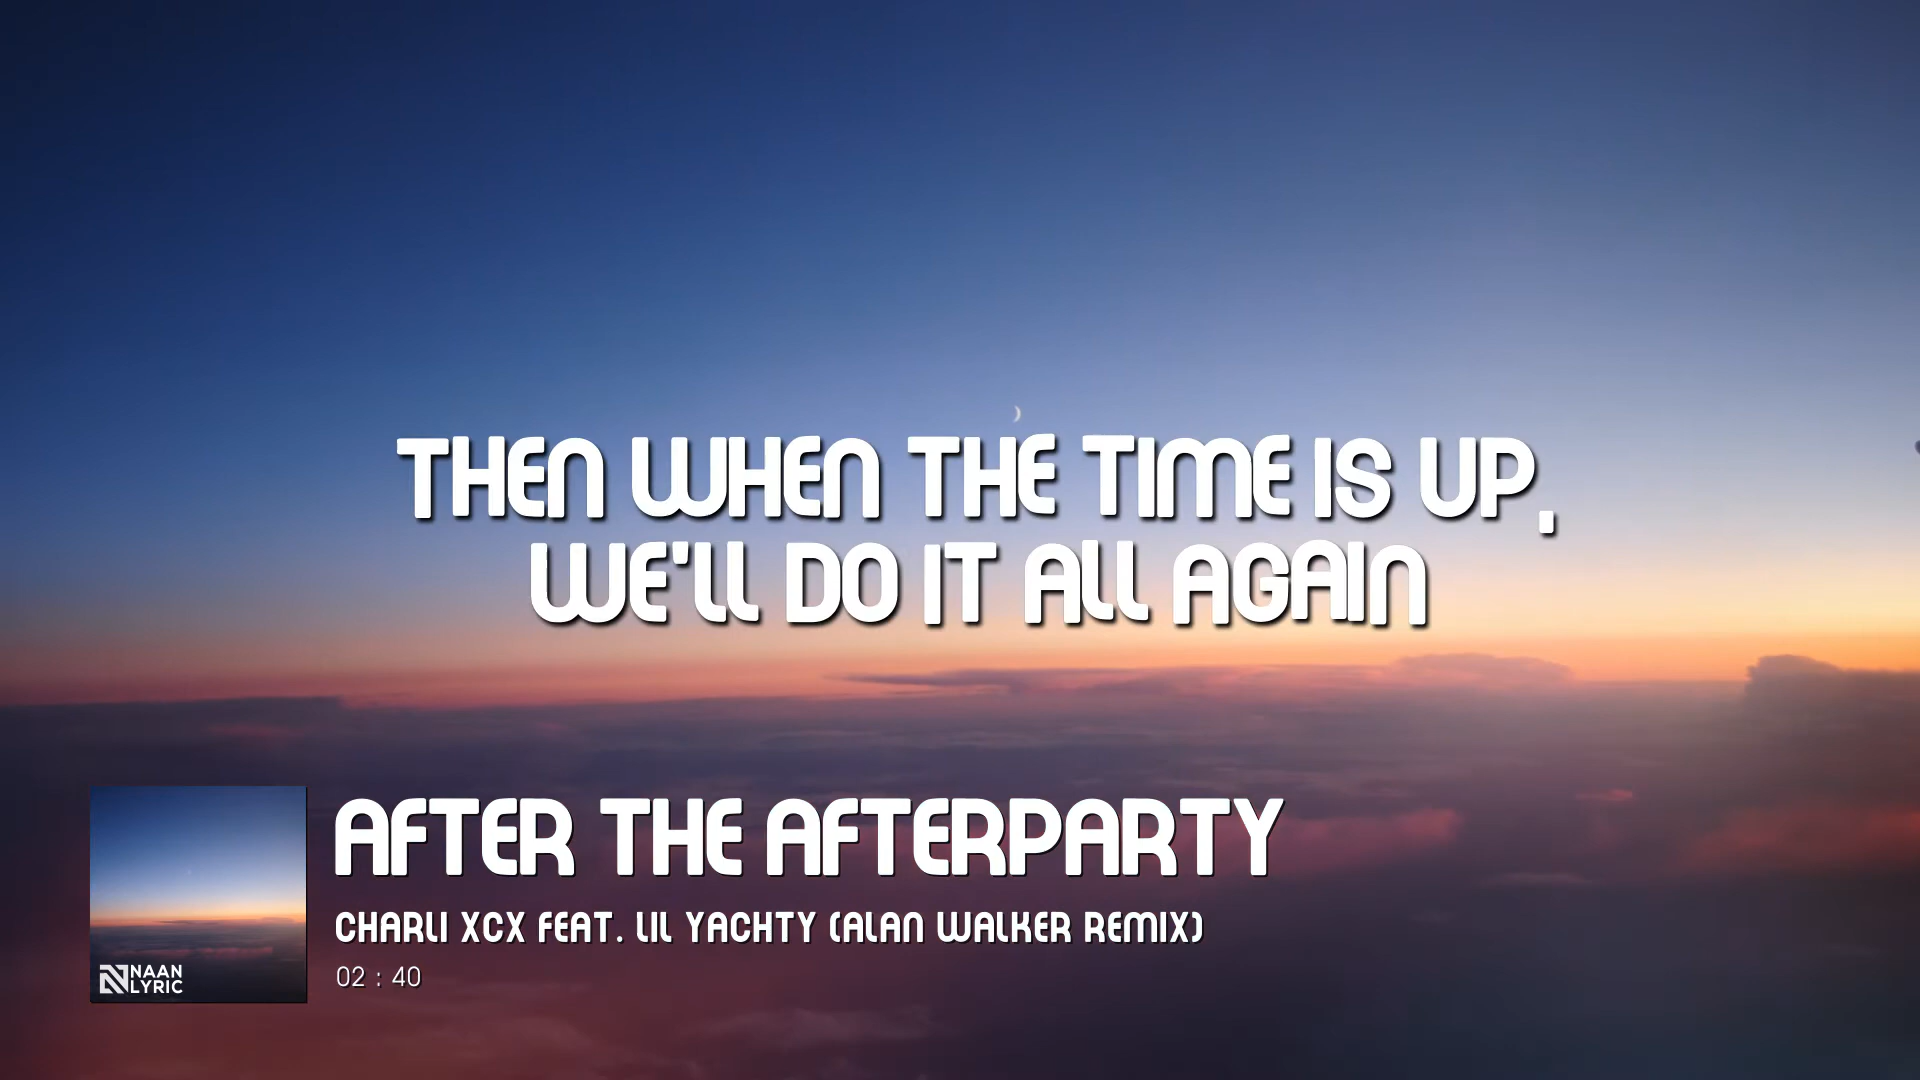 THEN WHEN THE TIME IS UP,
WE'LL DO IT ALL AGAIN
AFTER THE AFTERPARTY
CHARLI XCX FEAT. LIL YACHTY (ALAN WALKER REMIX)
02 : 40
NAAN
LYRIC